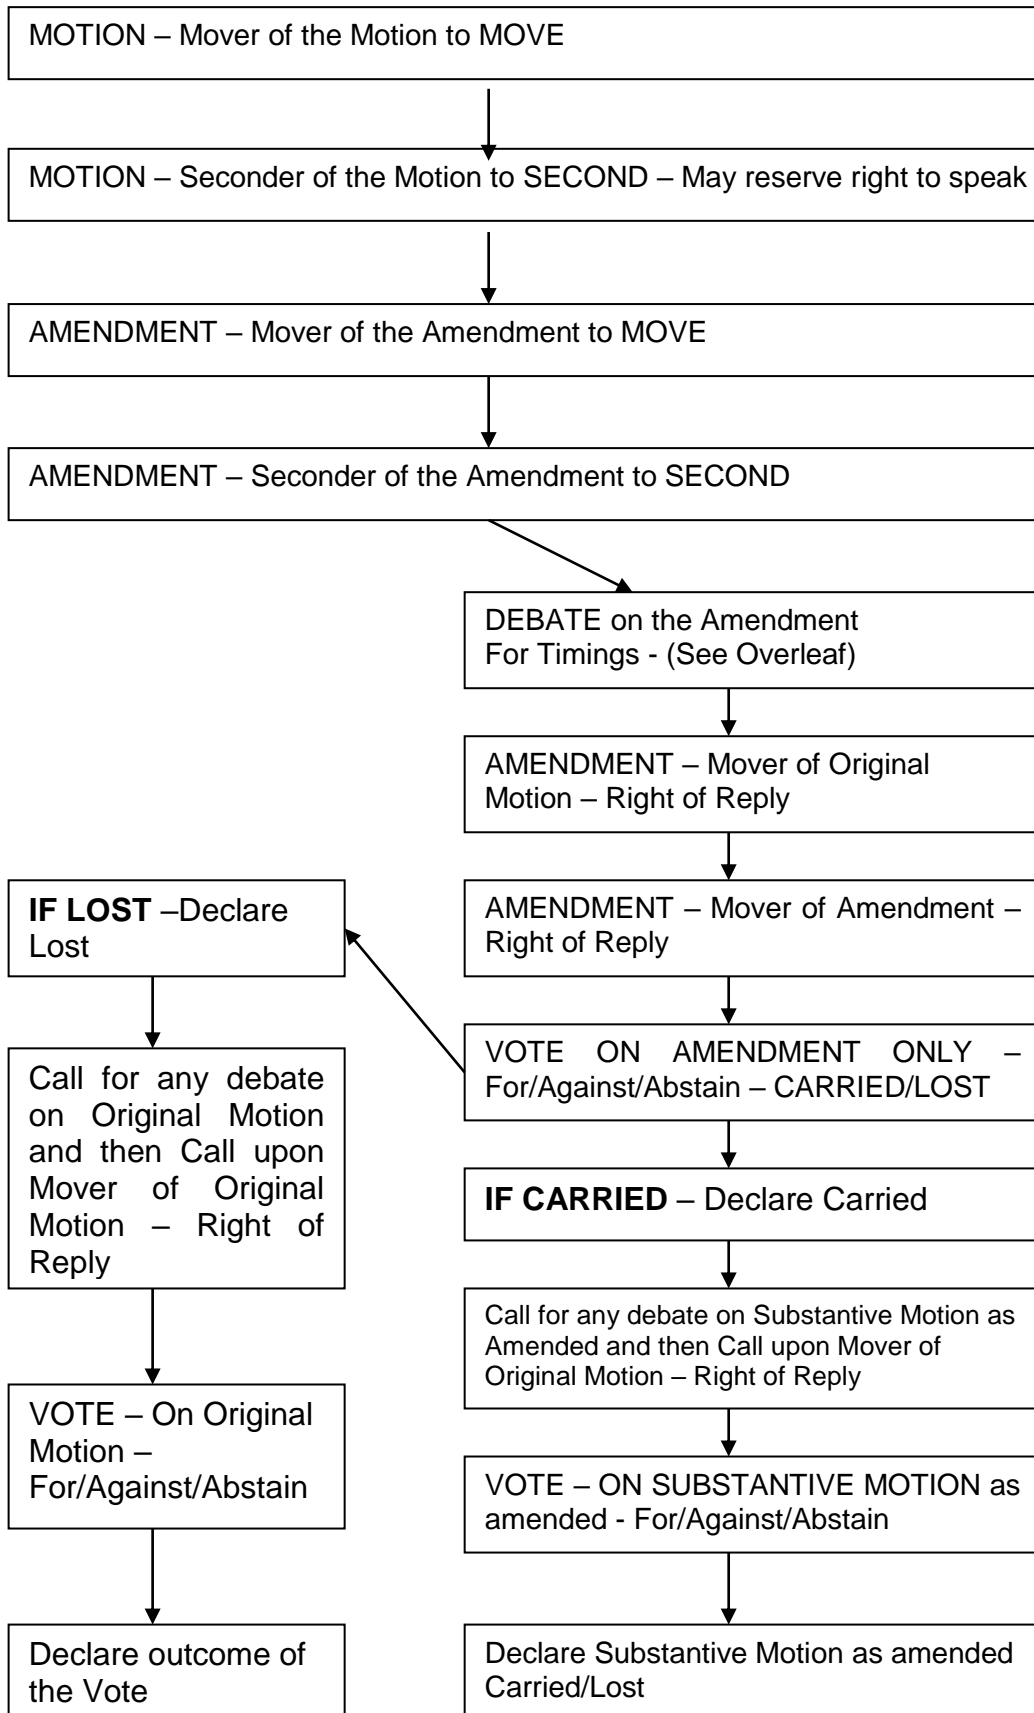 MOTION – Mover of the Motion to MOVE
MOTION – Seconder of the Motion to SECOND – May reserve right to speak
AMENDMENT – Mover of the Amendment to MOVE
AMENDMENT – Seconder of the Amendment to SECOND
DEBATE on the Amendment
For Timings - (See Overleaf)
AMENDMENT – Mover of Original
Motion – Right of Reply
AMENDMENT – Mover of Amendment –
Right of Reply
VOTE ON AMENDMENT ONLY –
For/Against/Abstain – CARRIED/LOST
IF LOST –Declare
Lost
Call for any debate
on Original Motion
and then Call upon
Mover of Original
Motion – Right of
Reply
VOTE – On Original
Motion –
For/Against/Abstain
Declare outcome of
the Vote
IF CARRIED – Declare Carried
Call for any debate on Substantive Motion as
Amended and then Call upon Mover of
Original Motion – Right of Reply
VOTE – ON SUBSTANTIVE MOTION as
amended - For/Against/Abstain
Declare Substantive Motion as amended
Carried/Lost